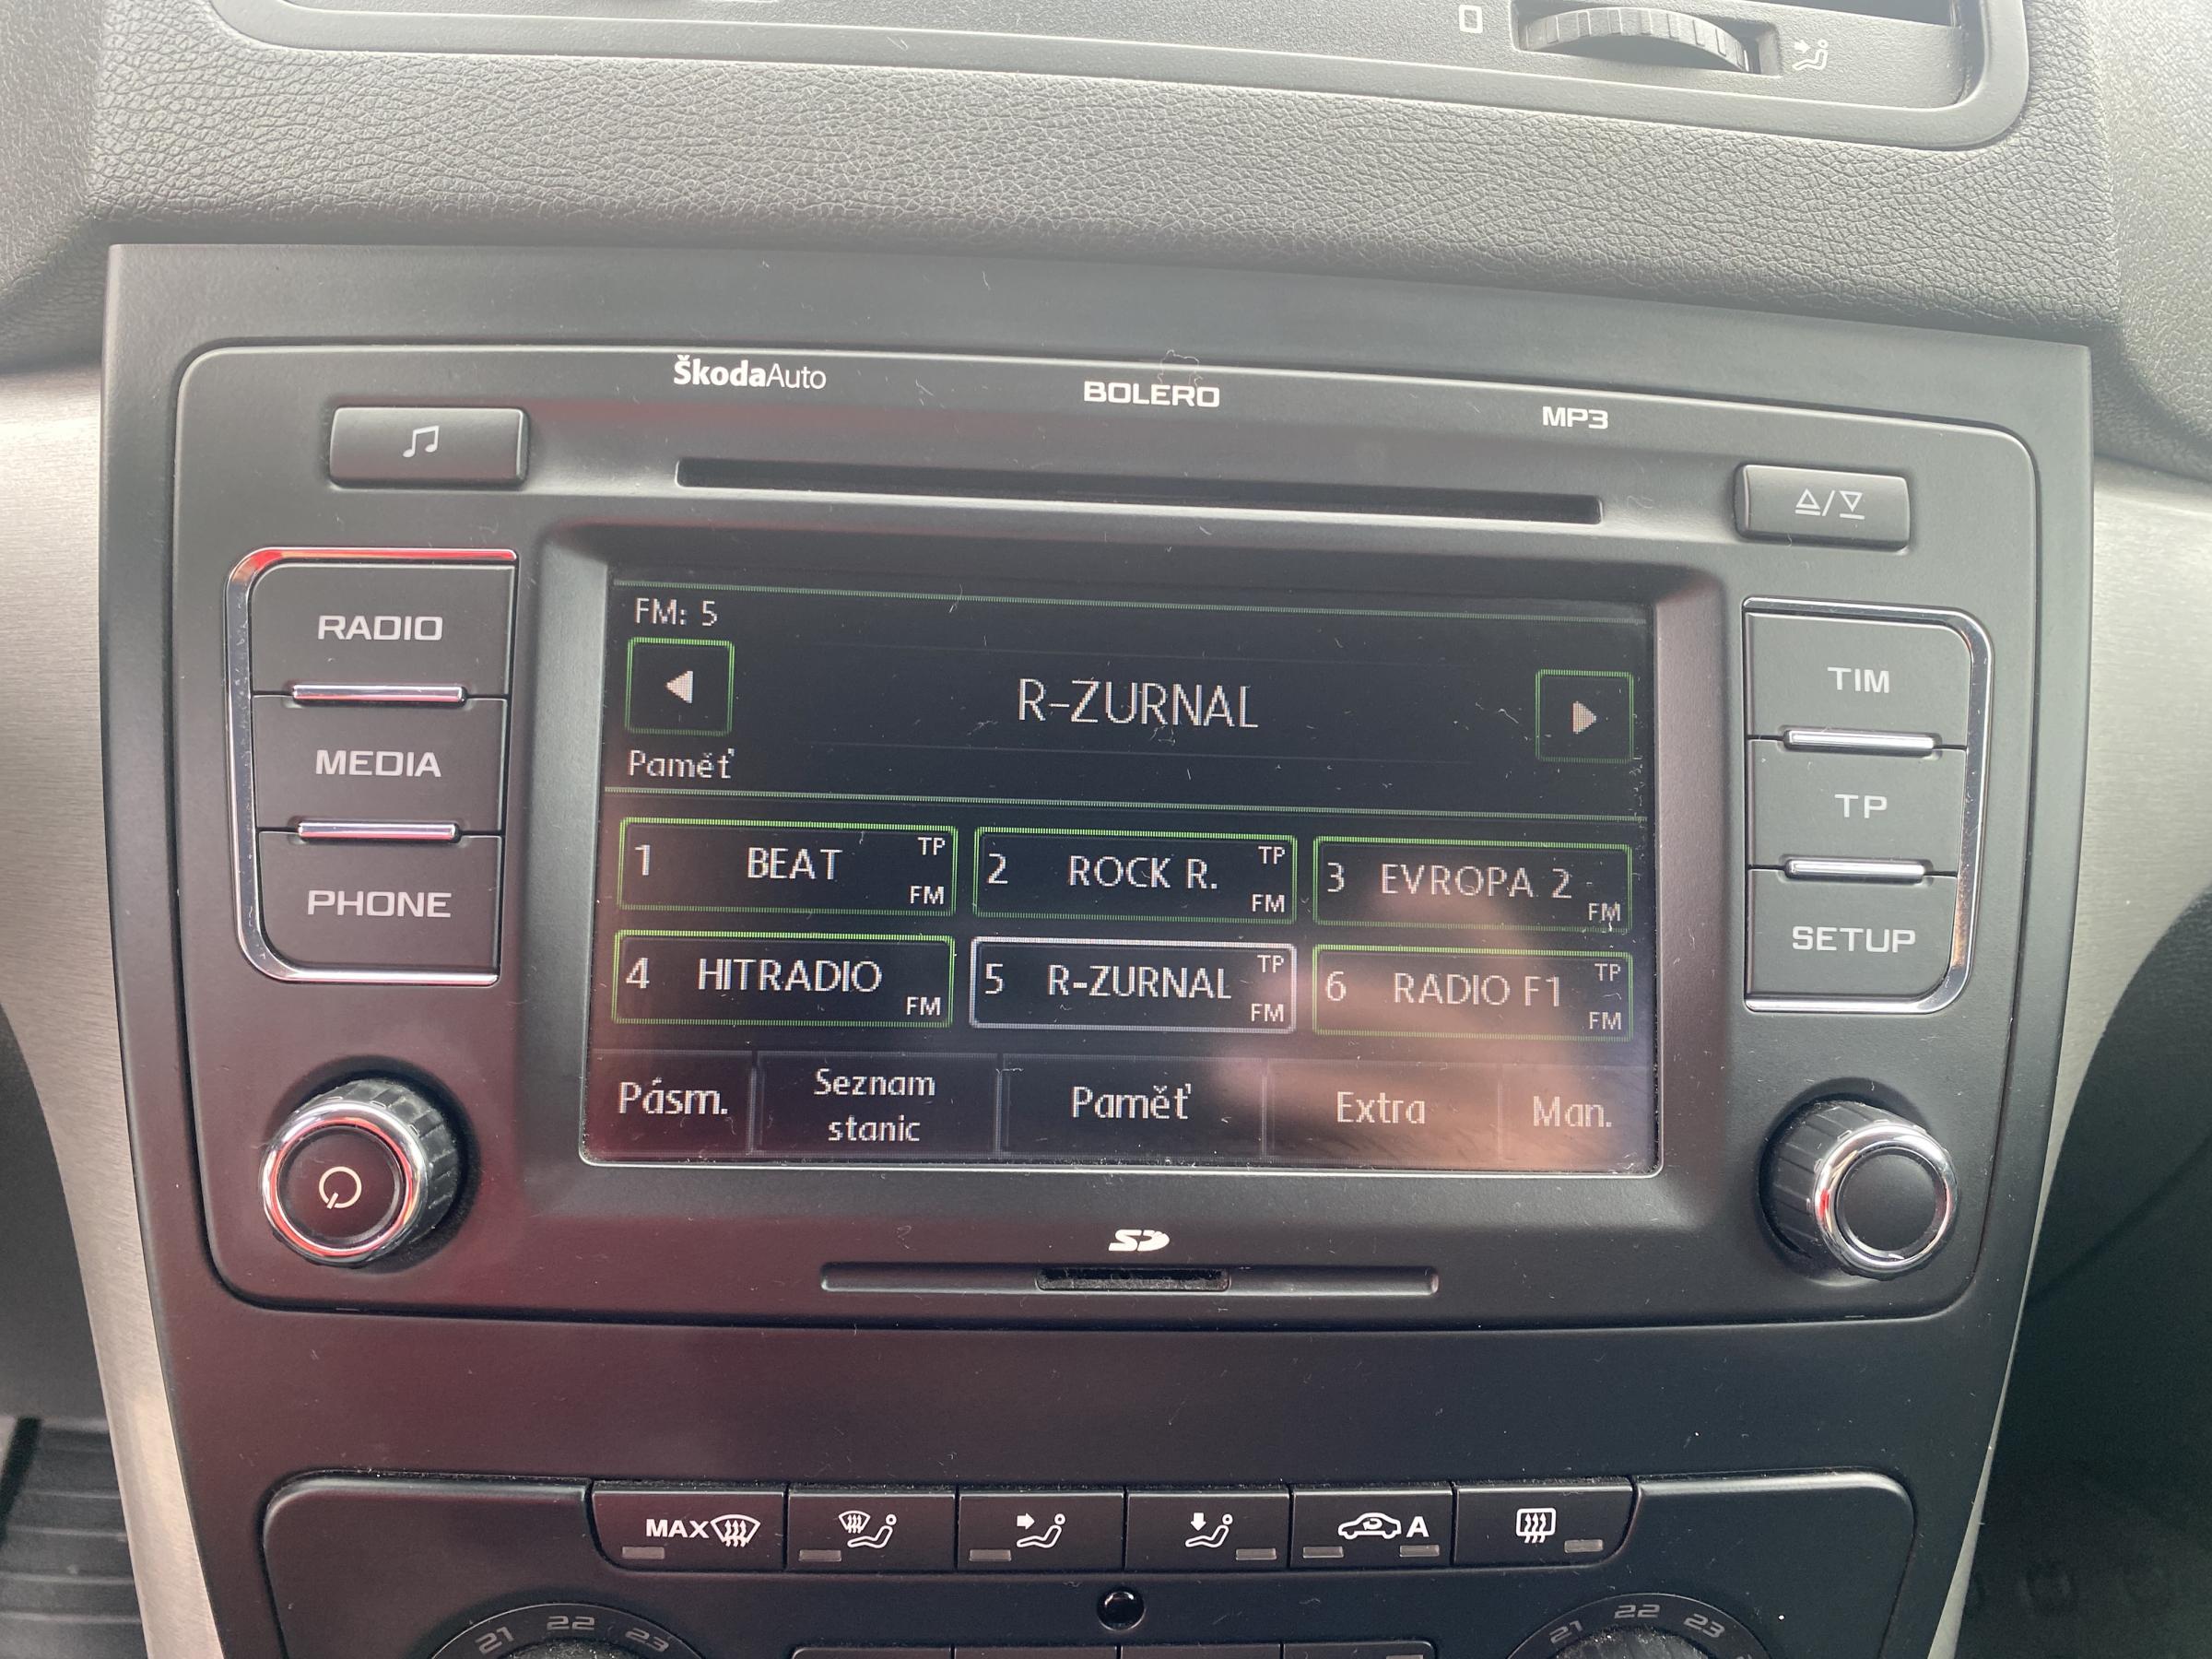 ŠkodaAuto
BOLERO
MP3
RADIO
MEDIA
PHONE
FM: 5
R-ZURNAL
Paměť
1 BEAT TP FM
2 ROCK R. TP FM
3 EVROPA 2 FM
4 HITRADIO FM
5 R-ZURNAL TP FM
6 RADIO F1 TP FM
Pásm.
Seznam
stanic
Paměť
Extra
Man.
TIM
TP
SETUP
SD
MAX
A
21 22 23
21 22 23